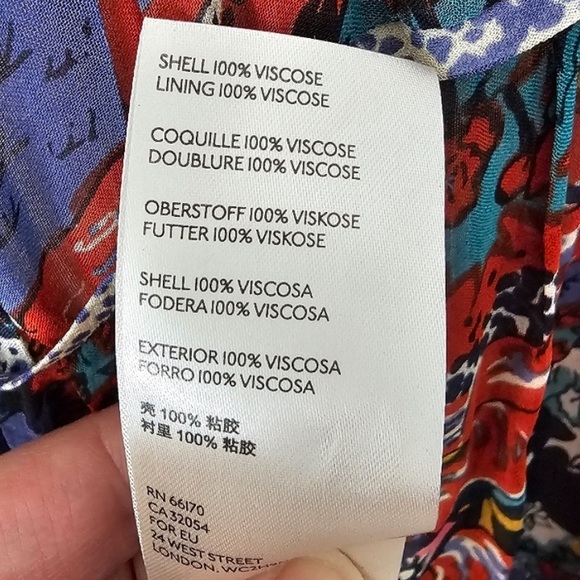 SHELL 100% VISCOSE
LINING 100% VISCOSE
COQUILLE 100% VISCOSE
DOUBLURE 100% VISCOSE
OBERSTOFF 100% VISKOSE
FUTTER 100% VISKOSE
SHELL 100% VISCOSA
FODERA 100% VISCOSA
EXTERIOR 100% VISCOSA
FORRO 100% VISCOSA
壳 100% 粘胶
衬里 100% 粘胶
RN 66170
CA 32054
FOR EU
24 WEST STREET
LONDON,